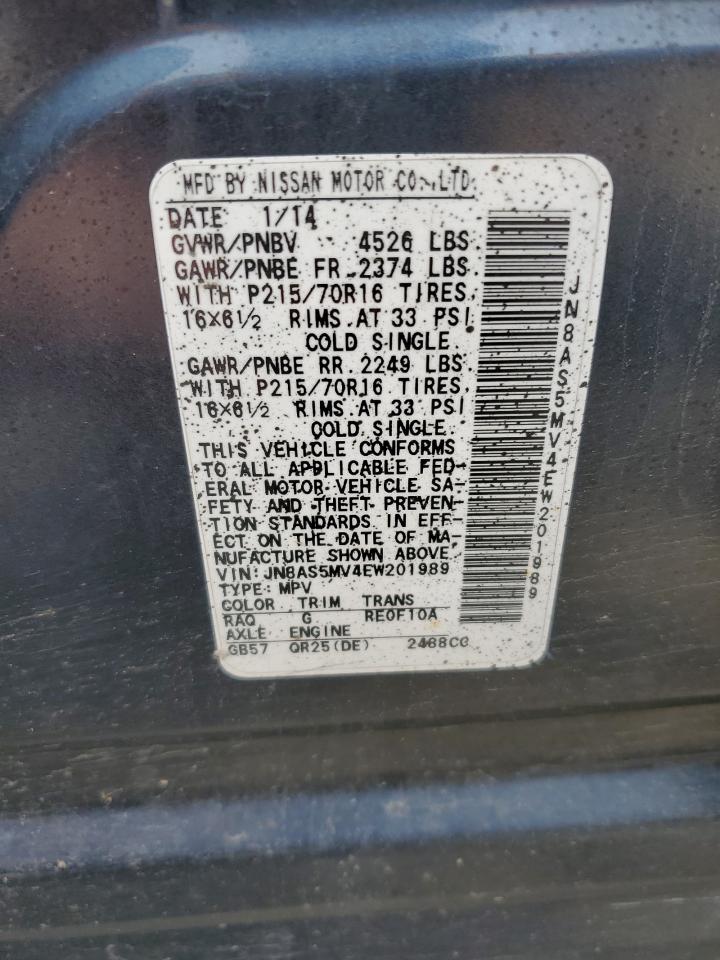 MFD BY NISSAN MOTOR CO.,LTD.
DATE 1/14
GVWR/PNBV 4526 LBS.
GAWR/PNBE FR 2374 LBS.
WITH P215/70R16 TIRES,
16×6½ RIMS AT 33 PSI
COLD SINGLE.
GAWR/PNBE RR 2249 LBS.
WITH P215/70R16 TIRES,
16×6½ RIMS AT 33 PSI
COLD SINGLE.
THIS VEHICLE CONFORMS
TO ALL APPLICABLE FED-
ERAL MOTOR VEHICLE SA-
FETY AND THEFT PREVEN-
TION STANDARDS IN EFF-
ECT ON THE DATE OF MA-
NUFACTURE SHOWN ABOVE.
VIN: JN8AS5MV4EW201989
TYPE: MPV
COLOR TRIM TRANS
RAQ G RE0F10A
AXLE ENGINE
GB57 QR25(DE) 2488CC
JN8AS5MV4EW201989